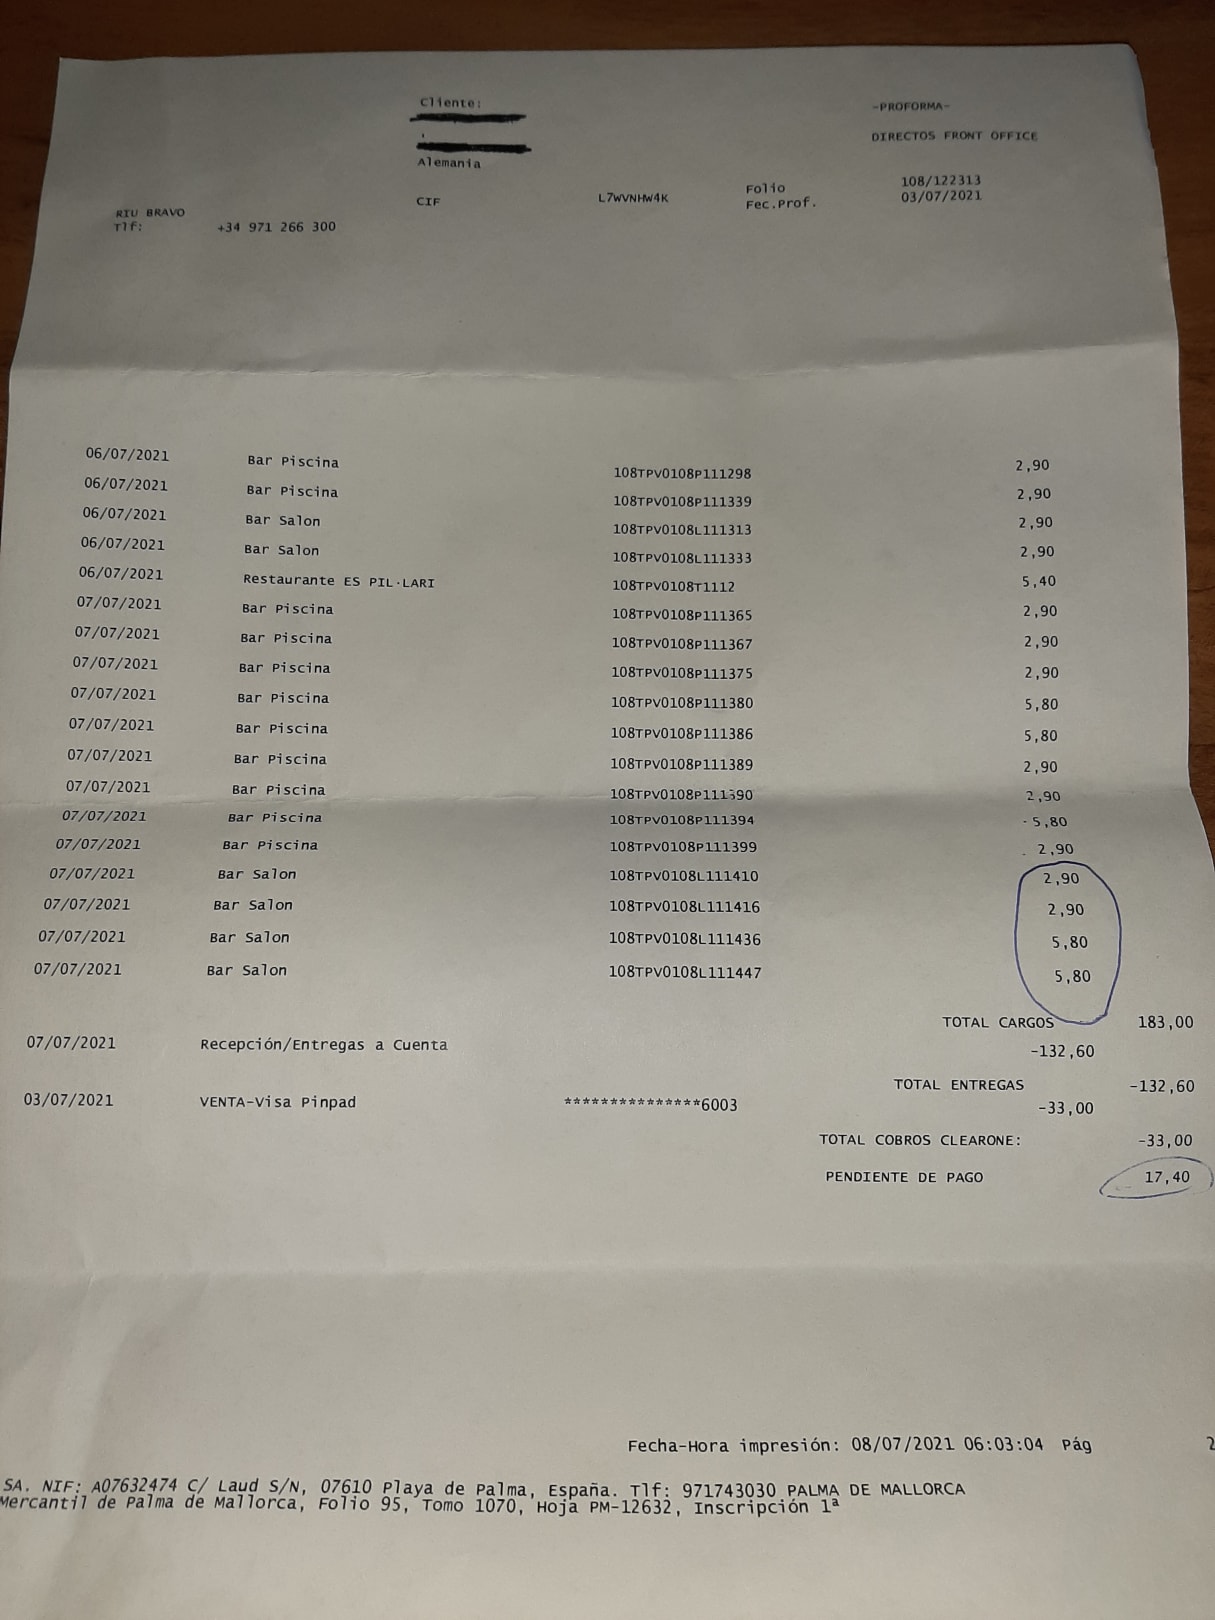 Cliente:
-PROFORMA-
DIRECTOS FRONT OFFICE
Alemania
CIF L7WVNHW4K Folio 108/122313
Fec.Prof. 03/07/2021
RIU BRAVO
Tlf: +34 971 266 300
06/07/2021 Bar Piscina 108TPV0108P111298 2,90
06/07/2021 Bar Piscina 108TPV0108P111339 2,90
06/07/2021 Bar Salon 108TPV0108L111313 2,90
06/07/2021 Bar Salon 108TPV0108L111333 2,90
06/07/2021 Restaurante ES PIL·LARI 108TPV0108T1112 5,40
07/07/2021 Bar Piscina 108TPV0108P111365 2,90
07/07/2021 Bar Piscina 108TPV0108P111367 2,90
07/07/2021 Bar Piscina 108TPV0108P111375 2,90
07/07/2021 Bar Piscina 108TPV0108P111380 5,80
07/07/2021 Bar Piscina 108TPV0108P111386 5,80
07/07/2021 Bar Piscina 108TPV0108P111389 2,90
07/07/2021 Bar Piscina 108TPV0108P111390 2,90
07/07/2021 Bar Piscina 108TPV0108P111394 5,80
07/07/2021 Bar Piscina 108TPV0108P111399 2,90
07/07/2021 Bar Salon 108TPV0108L111410 2,90
07/07/2021 Bar Salon 108TPV0108L111416 2,90
07/07/2021 Bar Salon 108TPV0108L111436 5,80
07/07/2021 Bar Salon 108TPV0108L111447 5,80
TOTAL CARGOS 183,00
07/07/2021 Recepción/Entregas a Cuenta -132,60
TOTAL ENTREGAS -132,60
03/07/2021 VENTA-Visa Pinpad ***************6003 -33,00
TOTAL COBROS CLEARONE: -33,00
PENDIENTE DE PAGO 17,40
Fecha-Hora impresión: 08/07/2021 06:03:04 Pág 2
SA. NIF: A07632474 C/ Laud S/N, 07610 Playa de Palma, España. Tlf: 971743030 PALMA DE MALLORCA
Mercantil de Palma de Mallorca, Folio 95, Tomo 1070, Hoja PM-12632, Inscripción 1ª